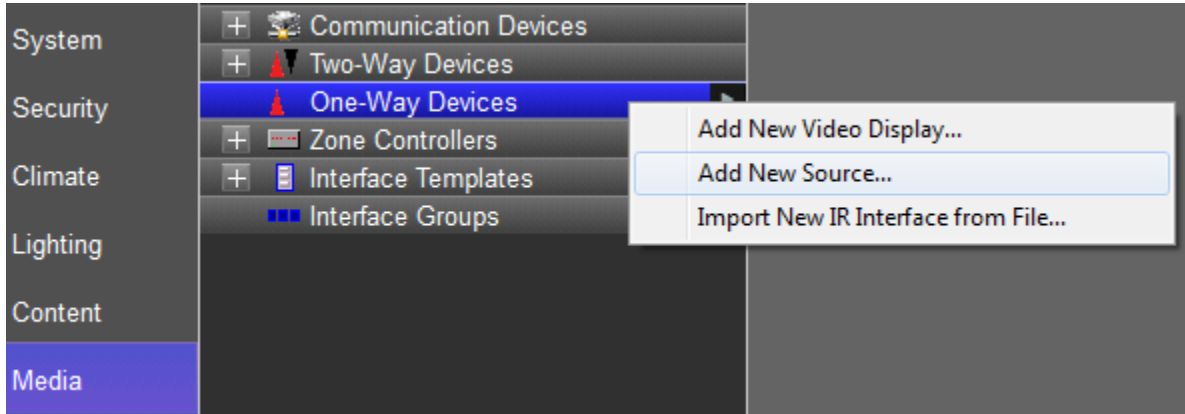 System
Security
Climate
Lighting
Content
Media
Communication Devices
Two-Way Devices
One-Way Devices
Zone Controllers
Interface Templates
Interface Groups
Add New Video Display...
Add New Source...
Import New IR Interface from File...